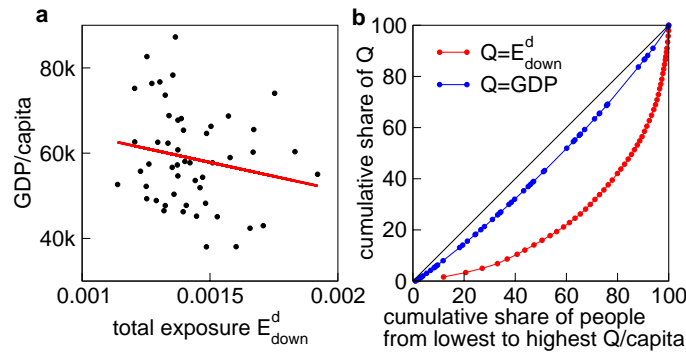 a
80k
60k
40k
GDP/capita
0.001
0.0015
0.002
total exposure E^d_down
b
100
80
60
40
20
0
cumulative share of Q
Q=E^d_down
Q=GDP
0 20 40 60 80 100
cumulative share of people
from lowest to highest Q/capita